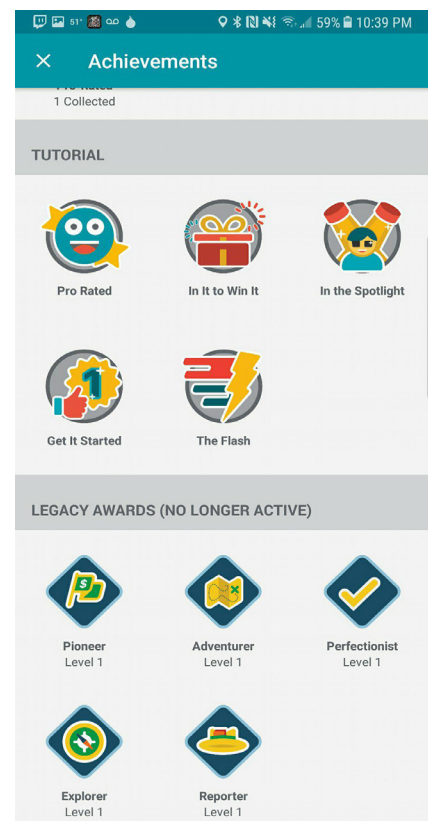 51° 59% 10:39 PM
Achievements
1 Collected
TUTORIAL
Pro Rated In It to Win It In the Spotlight
1
Get It Started The Flash
LEGACY AWARDS (NO LONGER ACTIVE)
$
Pioneer Adventurer Perfectionist
Level 1 Level 1 Level 1
Explorer Reporter
Level 1 Level 1